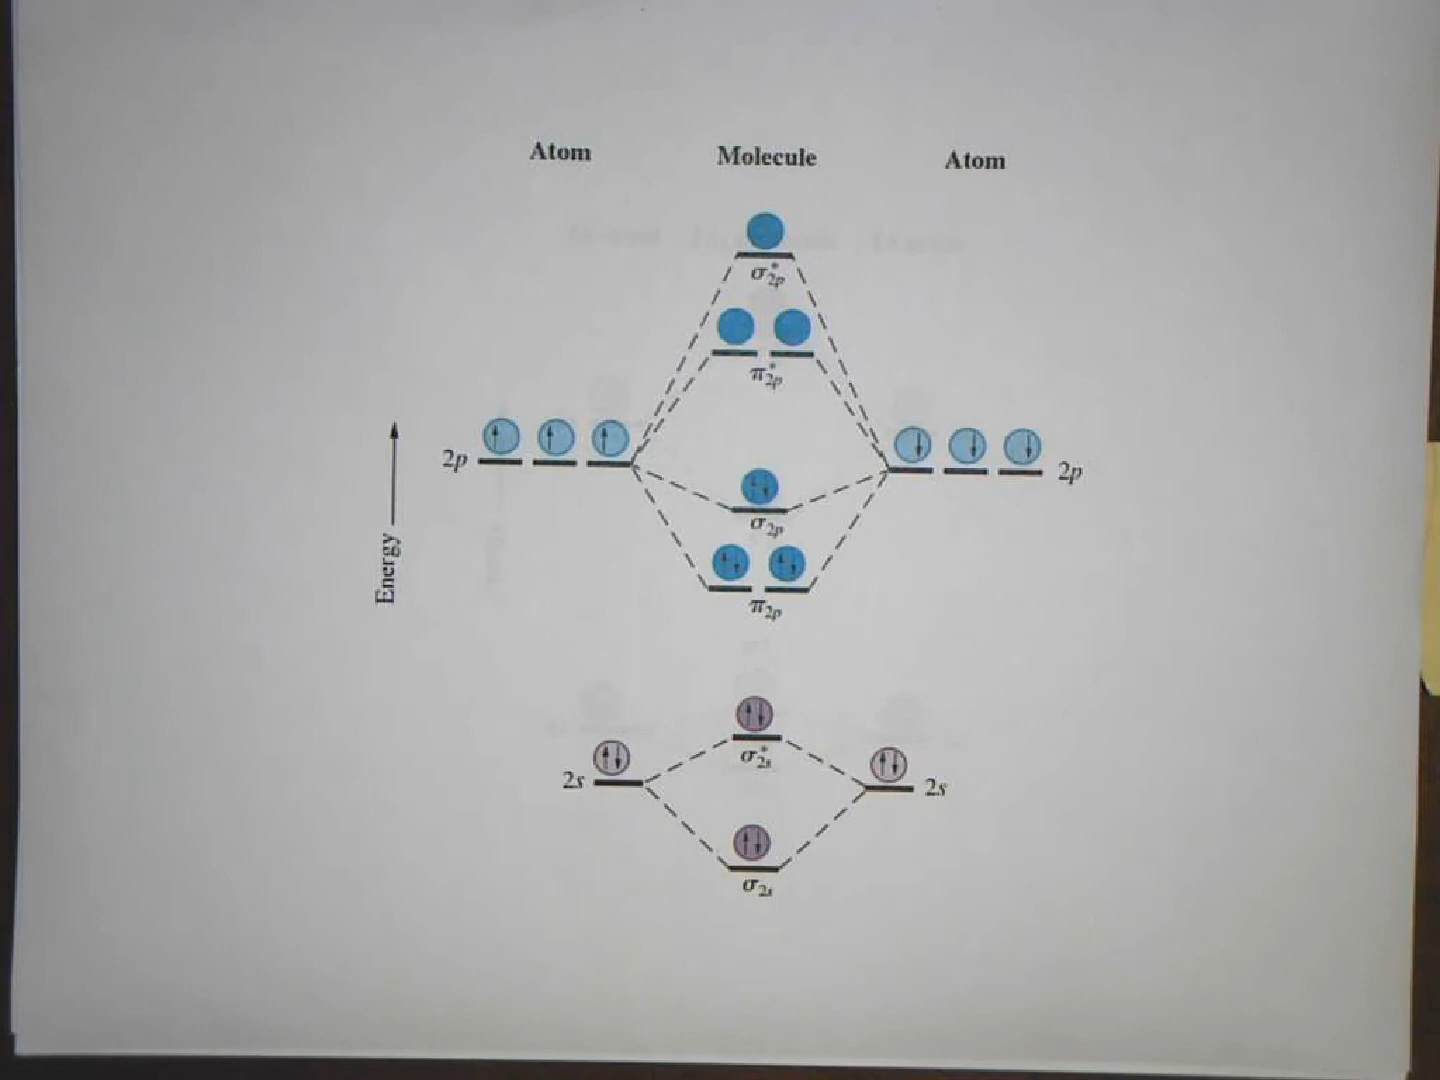 Atom Molecule Atom
σ*2p
π*2p
2p 2p
σ2p
Energy
π2p
σ*2s
2s 2s
σ2s